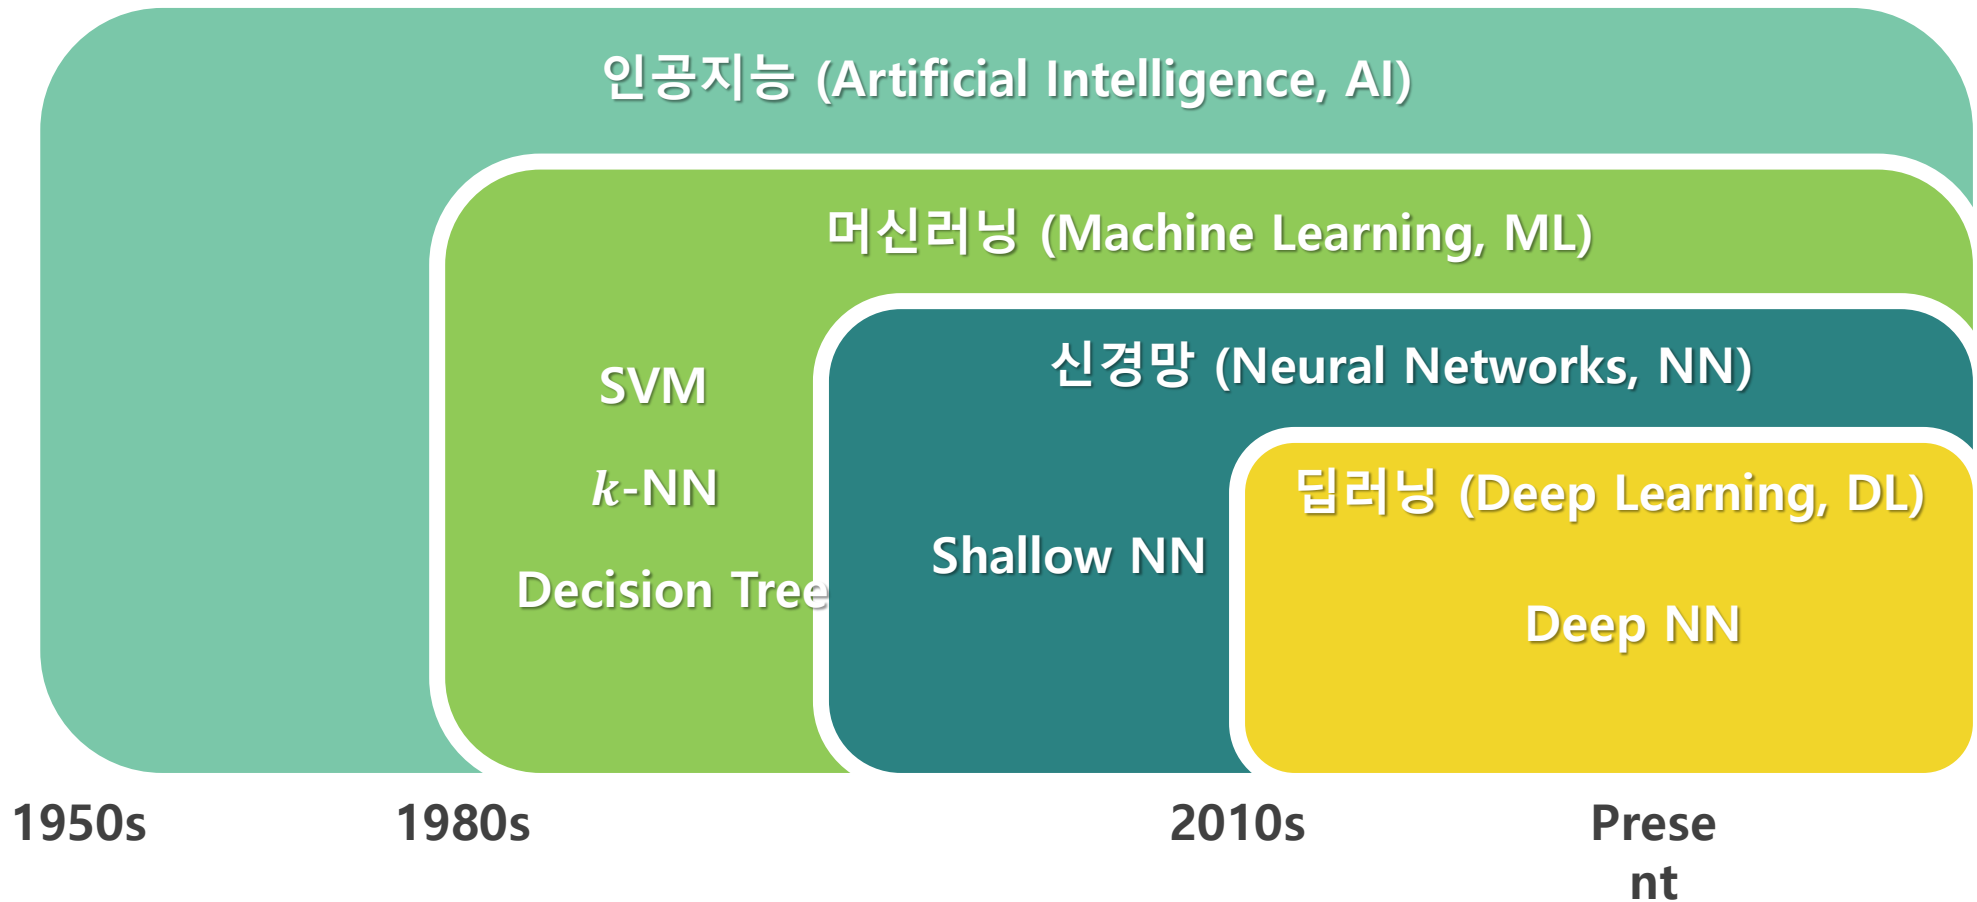 인공지능 (Artificial Intelligence, AI)
머신러닝 (Machine Learning, ML)
신경망 (Neural Networks, NN)
SVM
k-NN
Decision Tree
딥러닝 (Deep Learning, DL)
Shallow NN
Deep NN
1950s
1980s
2010s
Prese
nt